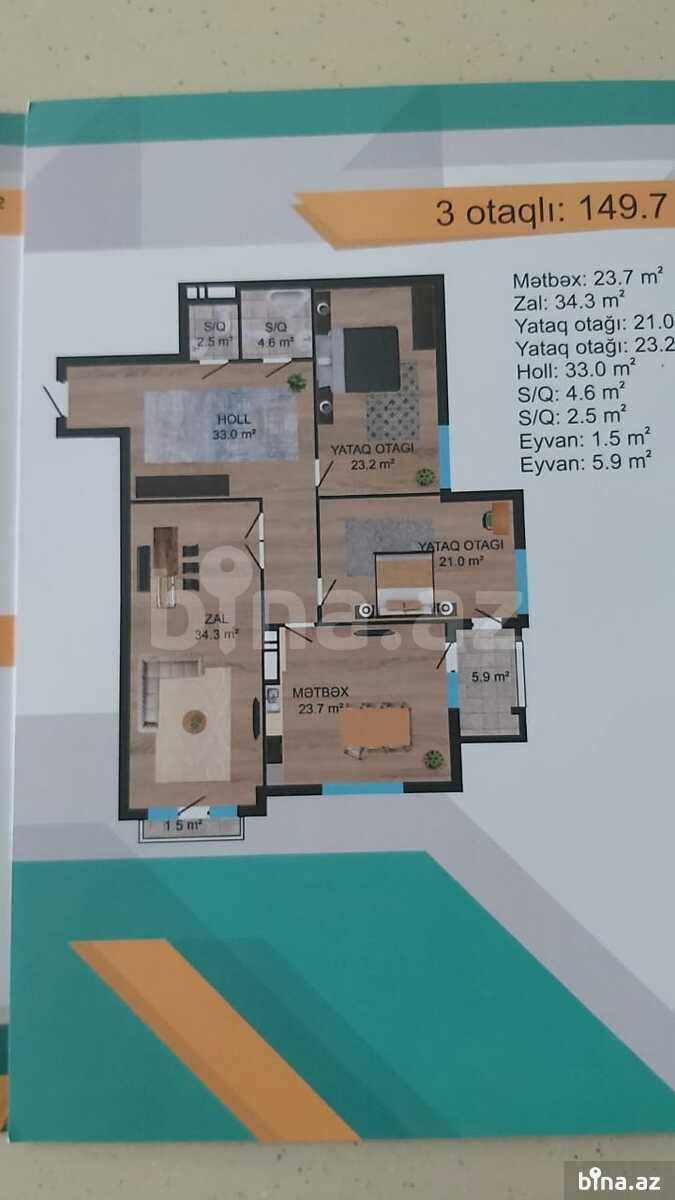 3 otaqlı: 149.7
Mətbəx: 23.7 m²
Zal: 34.3 m²
Yataq otağı: 21.0
Yataq otağı: 23.2
Holl: 33.0 m²
S/Q: 4.6 m²
S/Q: 2.5 m²
Eyvan: 1.5 m²
Eyvan: 5.9 m²
S/Q
2.5 m²
S/Q
4.6 m²
HOLL
33.0 m²
YATAQ OTAGI
23.2 m²
YATAQ OTAGI
21.0 m²
ZAL
34.3 m²
5.9 m²
MƏTBƏX
23.7 m²
1.5 m²
bina.az
bina.az